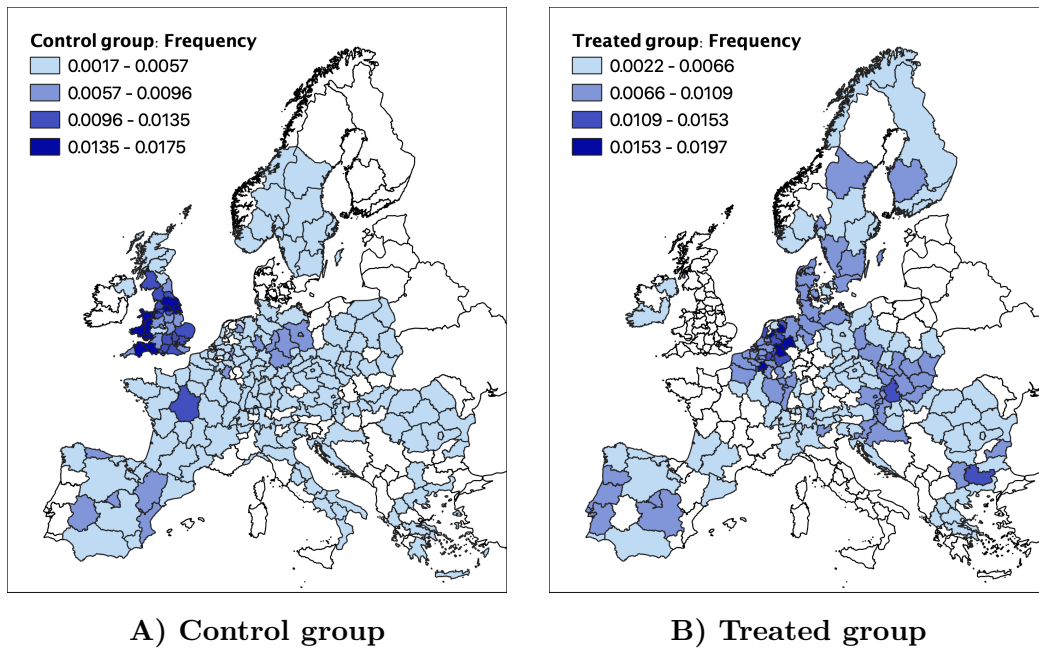 Control group: Frequency
0.0017 - 0.0057
0.0057 - 0.0096
0.0096 - 0.0135
0.0135 - 0.0175
Treated group: Frequency
0.0022 - 0.0066
0.0066 - 0.0109
0.0109 - 0.0153
0.0153 - 0.0197
A) Control group
B) Treated group